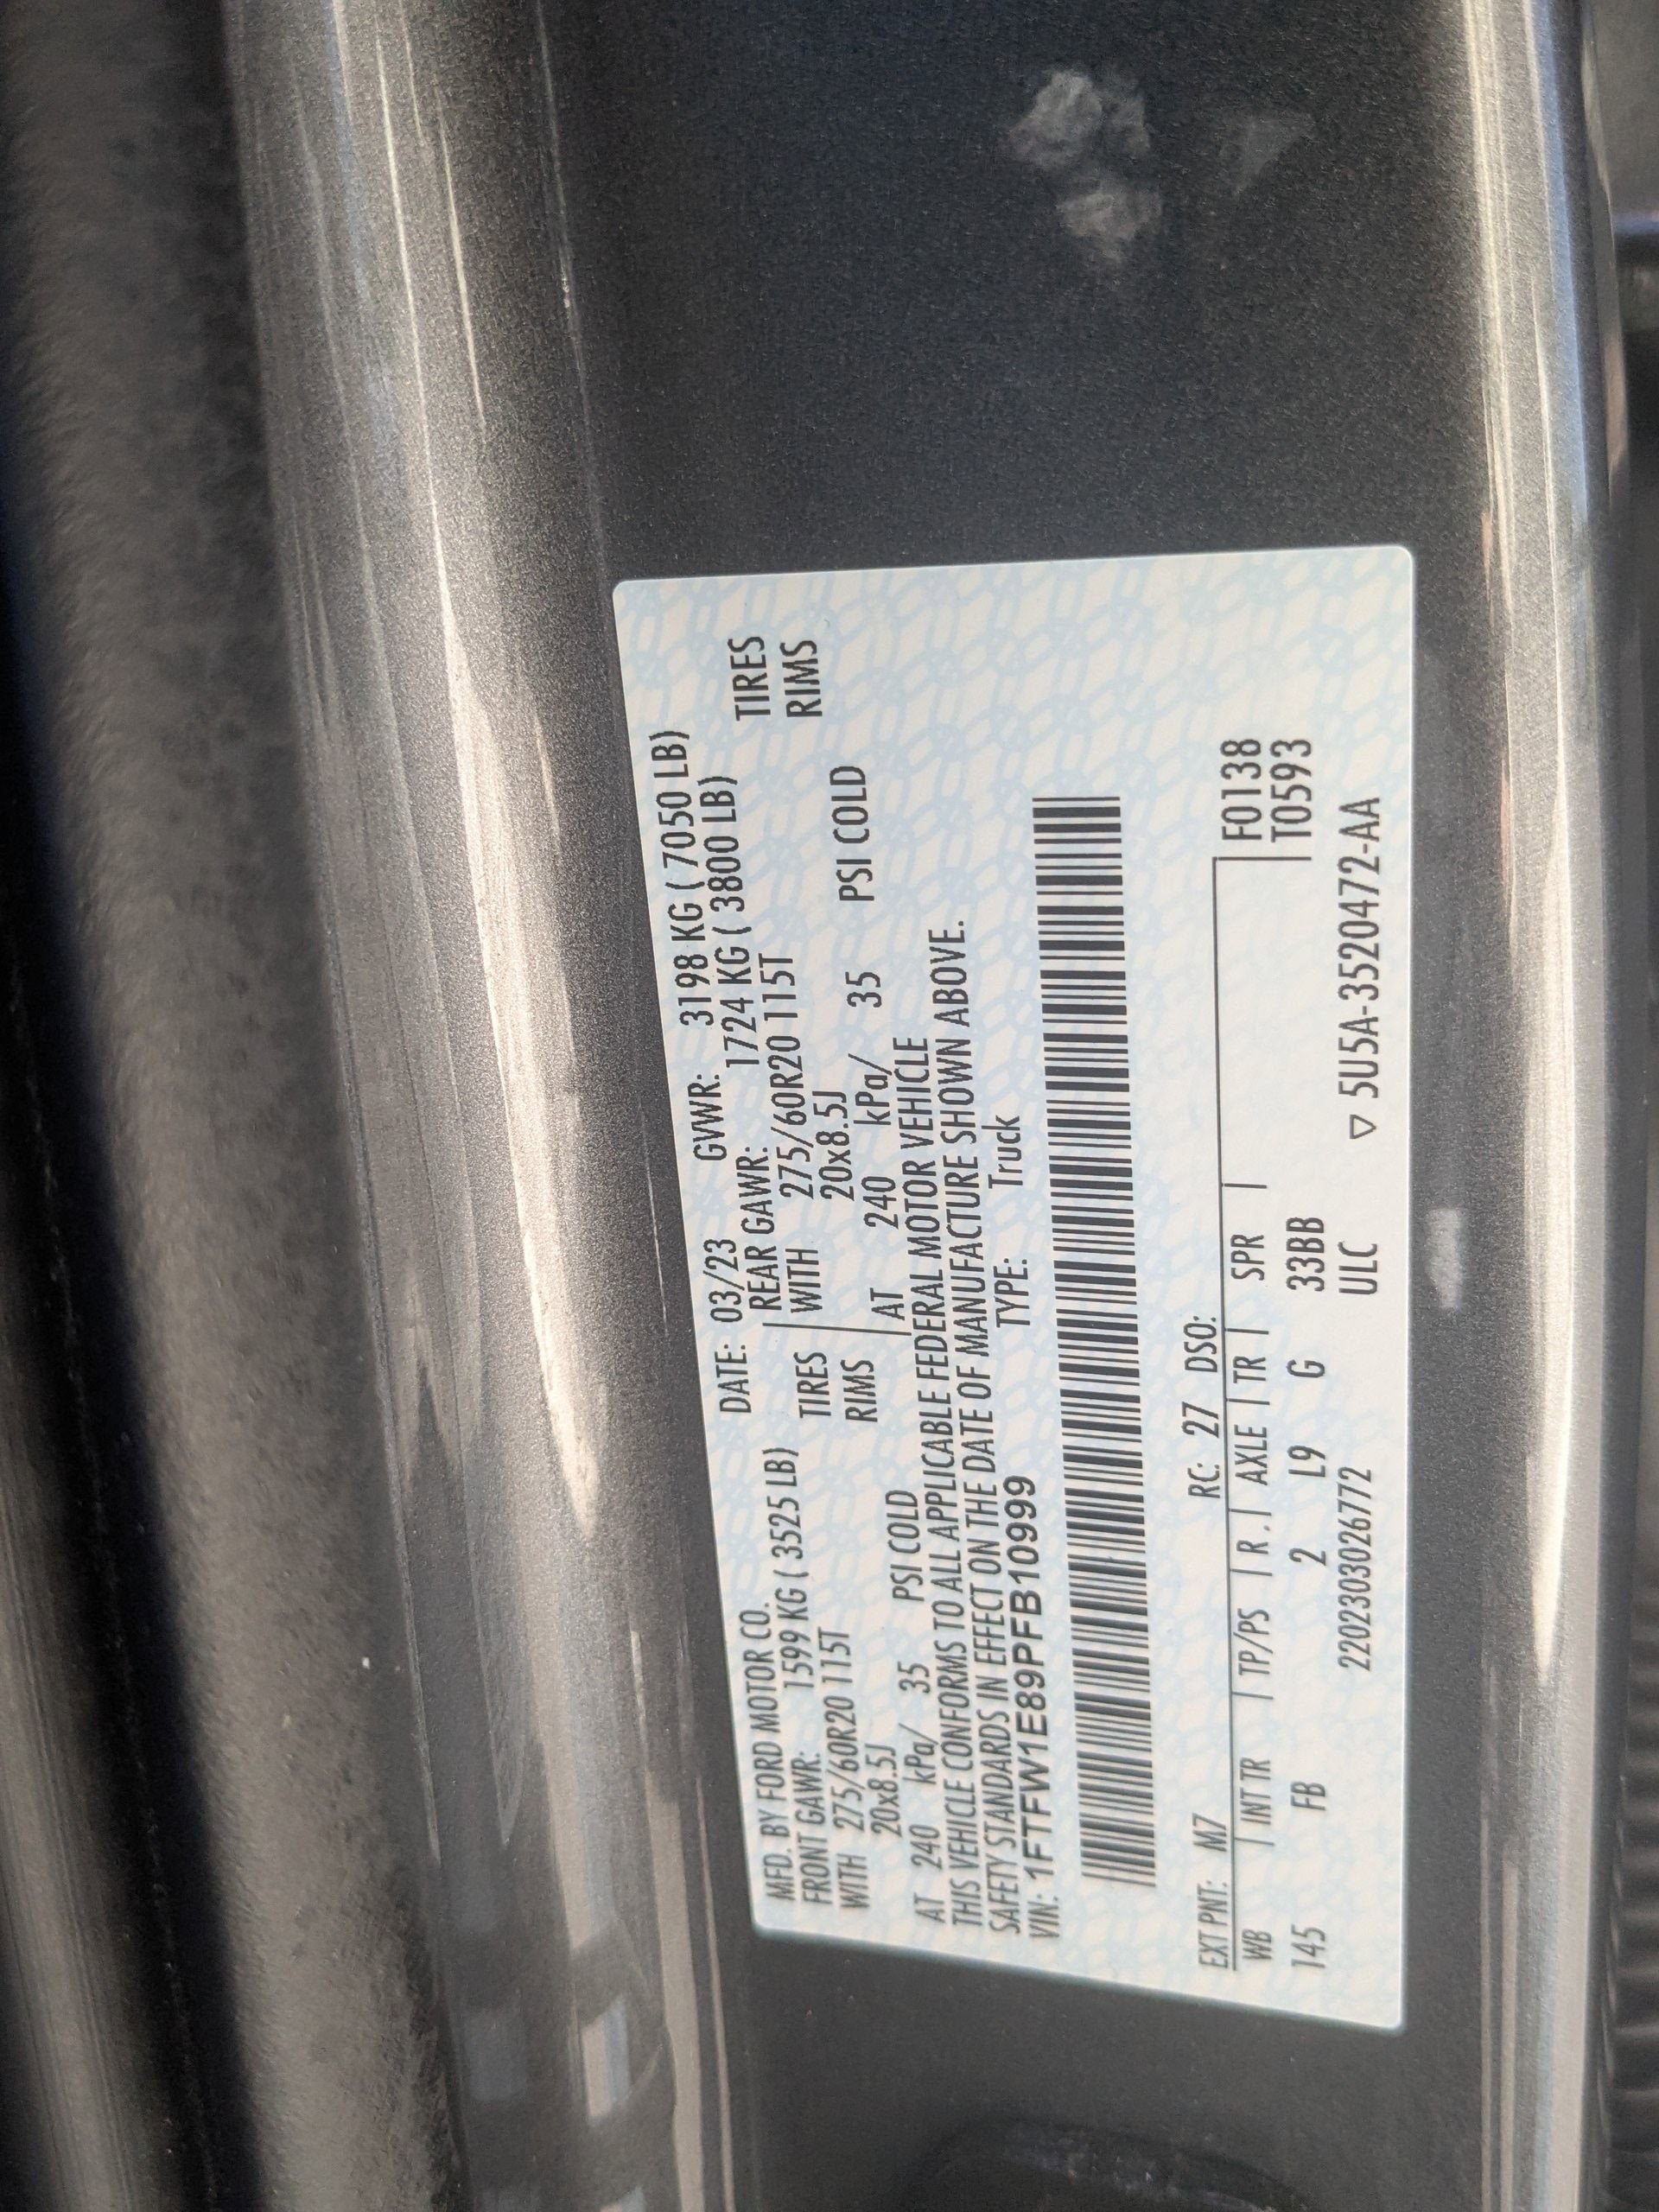 MFD. BY FORD MOTOR CO. DATE: 03/23 GVWR: 3198 KG ( 7050 LB)
FRONT GAWR: 1599 KG ( 3525 LB) REAR GAWR: 1724 KG ( 3800 LB)
WITH 275/60R20 115T TIRES WITH 275/60R20 115T TIRES
20x8.5J RIMS 20x8.5J RIMS
AT 240 kPa/ 35 PSI COLD AT 240 kPa/ 35 PSI COLD
THIS VEHICLE CONFORMS TO ALL APPLICABLE FEDERAL MOTOR VEHICLE
SAFETY STANDARDS IN EFFECT ON THE DATE OF MANUFACTURE SHOWN ABOVE.
VIN: 1FTFW1E89PFB10999 TYPE: Truck
EXT PNT: M7 RC: 27 DSO:
WB | INT TR | TP/PS | R. | AXLE | TR | SPR | F0138
145 FB 2 L9 G 33BB T0593
2202303026772 ULC ▽ 5U5A-3520472-AA